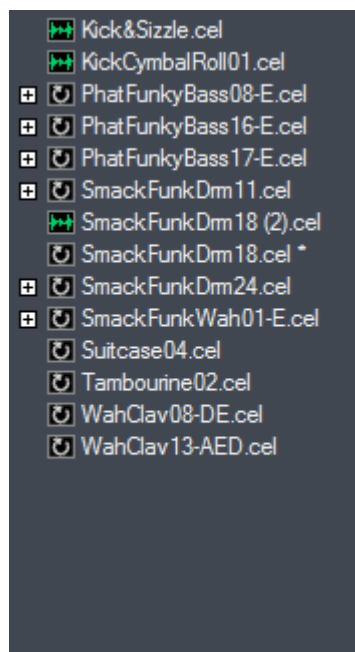 Kick&Sizzle.cel
KickCymbalRoll01.cel
PhatFunkyBass08-E.cel
PhatFunkyBass16-E.cel
PhatFunkyBass17-E.cel
SmackFunkDrm11.cel
SmackFunkDrm18 (2).cel
SmackFunkDrm18.cel *
SmackFunkDrm24.cel
SmackFunkWah01-E.cel
Suitcase04.cel
Tambourine02.cel
WahClav08-DE.cel
WahClav13-AED.cel